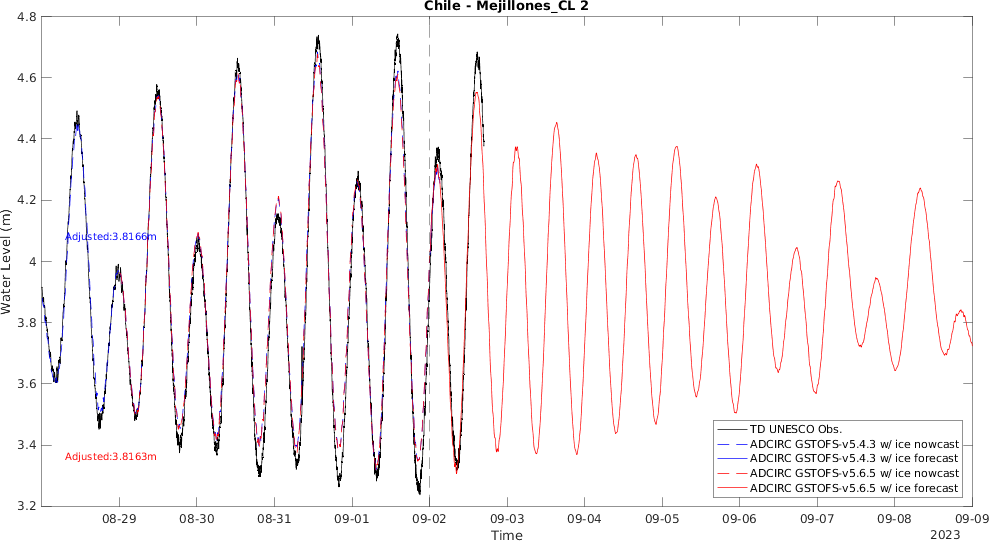 Chile - Mejillones_CL 2
4.8
4.6
4.4
4.2
4
3.8
3.6
3.4
3.2
Water Level (m)
Adjusted:3.8166m
Adjusted:3.8163m
TD UNESCO Obs.
ADCIRC GSTOFS-v5.4.3 w/ ice nowcast
ADCIRC GSTOFS-v5.4.3 w/ ice forecast
ADCIRC GSTOFS-v5.6.5 w/ ice nowcast
ADCIRC GSTOFS-v5.6.5 w/ ice forecast
08-29 08-30 08-31 09-01 09-02 09-03 09-04 09-05 09-06 09-07 09-08 09-09
Time
2023